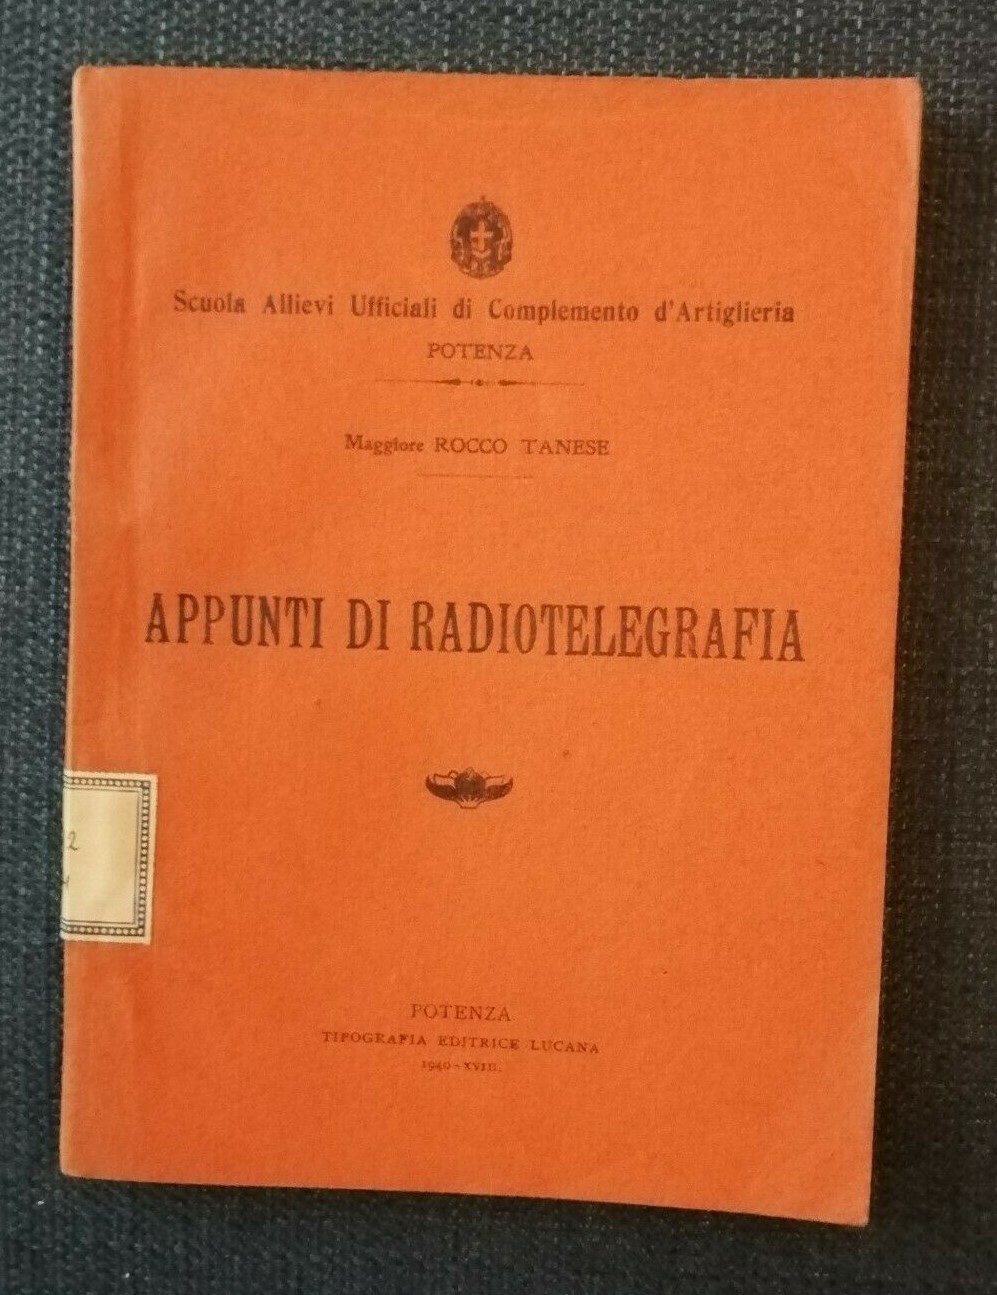 Scuola Allievi Ufficiali di Complemento d'Artiglieria
POTENZA
Maggiore ROCCO TANESE
APPUNTI DI RADIOTELEGRAFIA
2
POTENZA
TIPOGRAFIA EDITRICE LUCANA
1940 - XVIII.